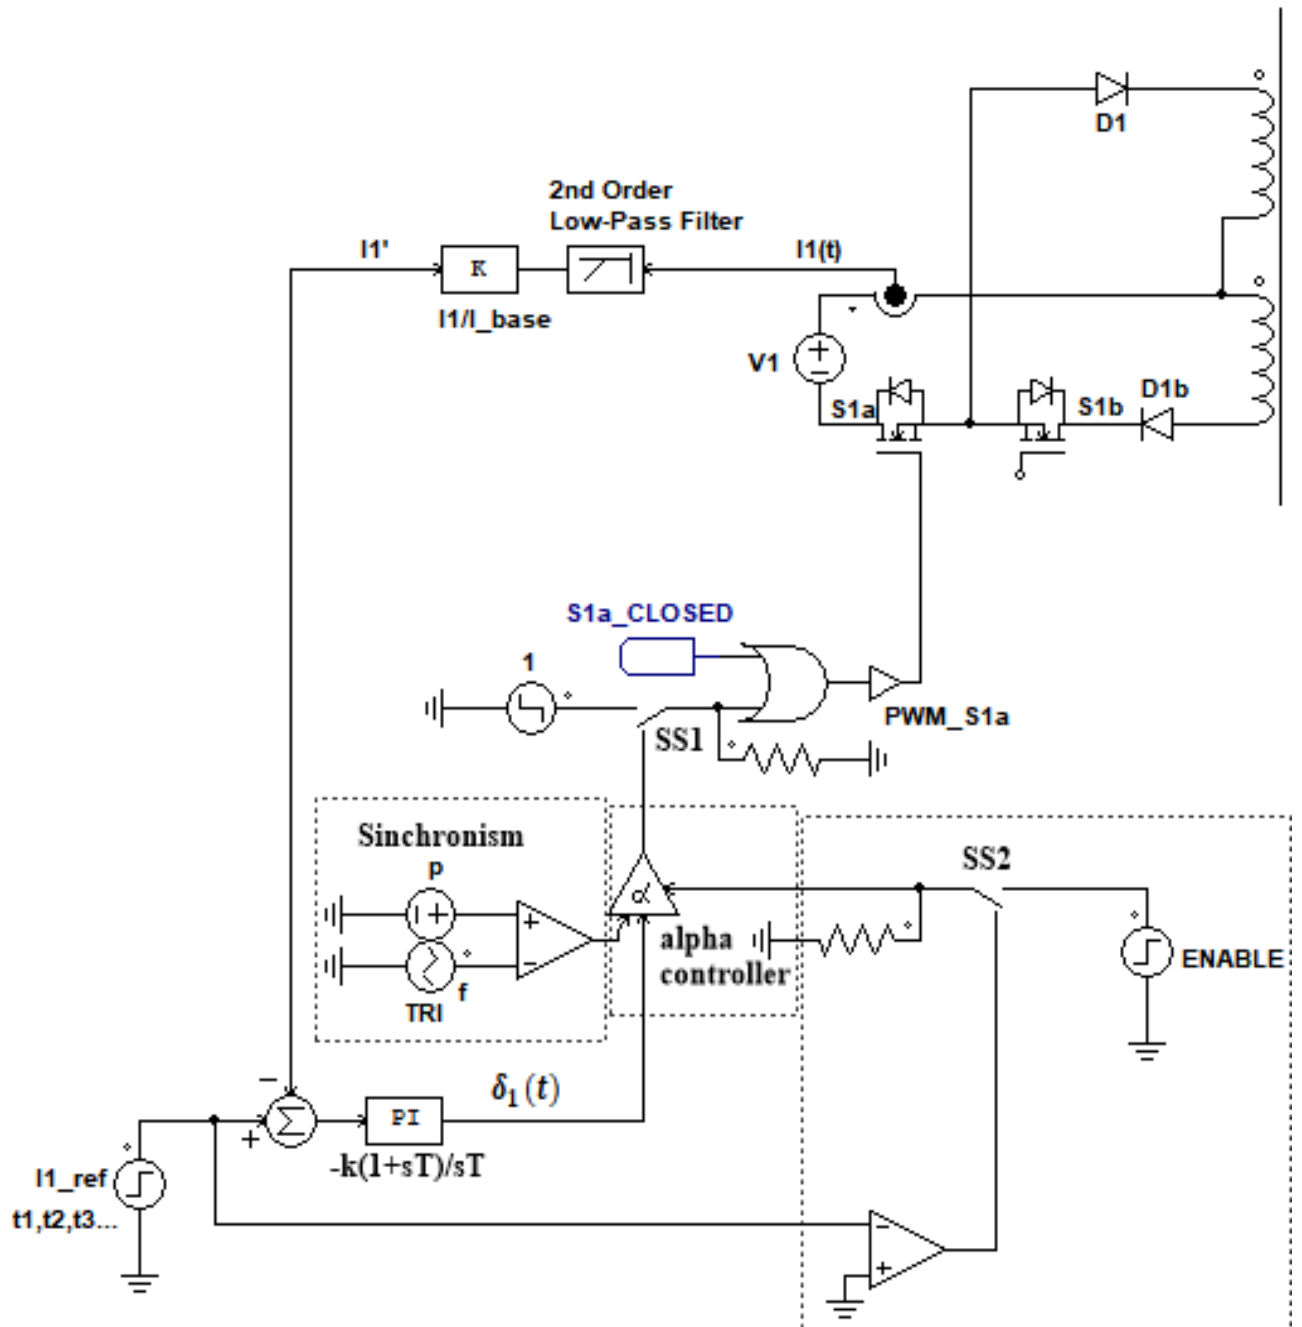 D1
2nd Order
Low-Pass Filter
I1'
K
I1(t)
I1/I_base
V1
S1a
S1b
D1b
S1a_CLOSED
1
PWM_S1a
SS1
Sinchronism
p
SS2
α
alpha
controller
ENABLE
f
TRI
δ₁(t)
Σ
PI
-k(1+sT)/sT
I1_ref
t1,t2,t3...